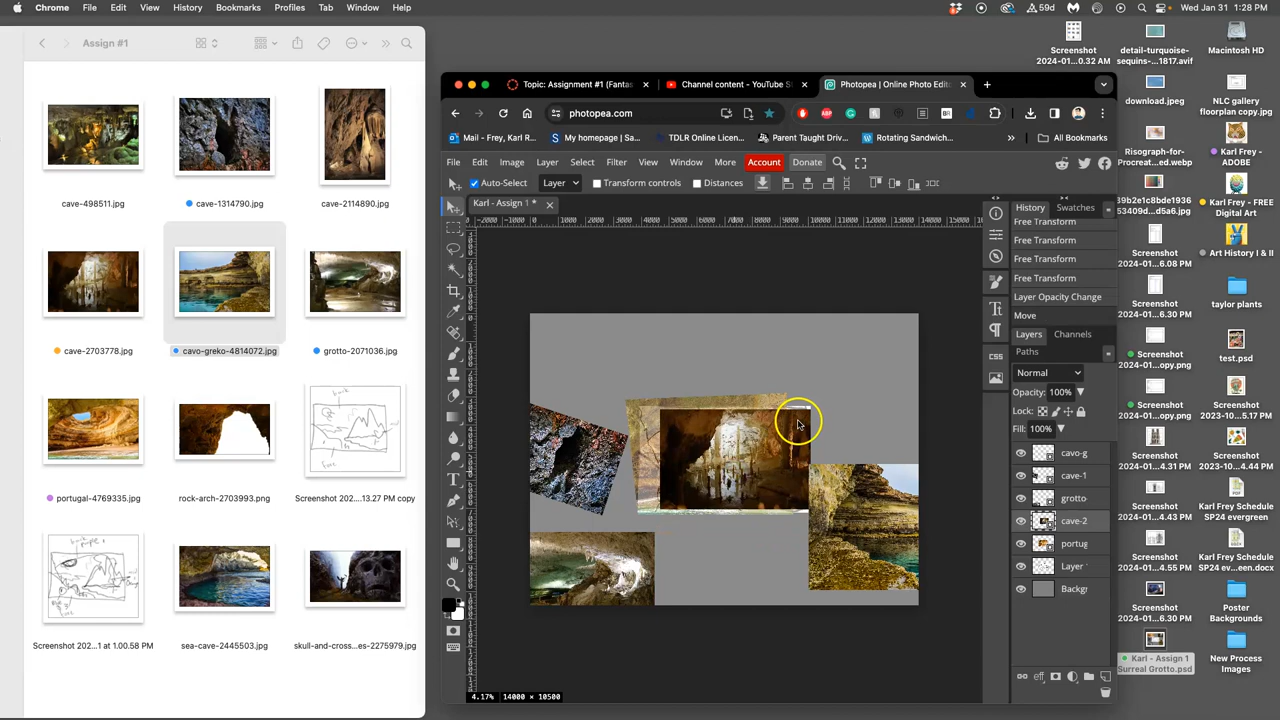 Chrome File Edit View History Bookmarks Profiles Tab Window Help
59d
Wed Jan 31 1:28 PM
Assign #1
cave-498511.jpg
cave-1314790.jpg
cave-2114890.jpg
cave-2703778.jpg
cavo-greko-4814072.jpg
grotto-2071036.jpg
portugal-4769335.jpg
rock-arch-2703993.png
Screenshot 202....13.27 PM copy
Screenshot 202...1 at 1.00.58 PM
sea-cave-2445503.jpg
skull-and-cross...es-2275979.jpg
Topic: Assignment #1 (Fantas
Channel content - YouTube S
Photopea | Online Photo Edito
photopea.com
Mail - Frey, Karl R...
My homepage | Sa...
TDLR Online Licen...
Parent Taught Driv...
Rotating Sandwich...
All Bookmarks
File Edit Image Layer Select Filter View Window More Account Donate
Auto-Select
Layer
Transform controls
Distances
Karl - Assign 1 *
History Swatches
Free Transform
Free Transform
Free Transform
Free Transform
Layer Opacity Change
Move
Layers Channels
Paths
Normal
Opacity: 100%
Lock:
Fill: 100%
cavo-g
cave-1
grotto
cave-2
portug
Layer
Backgr
CSS
eff
4.17% 14000 × 10500
Screenshot
2024-01...0.32 AM
detail-turquoise-
sequins-...1817.avif
Macintosh HD
download.jpeg
NLC gallery
floorplan copy.jpg
Risograph-for-
Procreat...ed.webp
Karl Frey -
ADOBE
39b2e1c8bde1936
53409d...d5a6.jpg
Karl Frey - FREE
Digital Art
Screenshot
2024-01...6.08 PM
Art History I & II
Screenshot
2024-01...6.30 PM
taylor plants
Screenshot
2024-01...opy.png
test.psd
Screenshot
2024-01...opy.png
Screenshot
2023-10...5.17 PM
Screenshot
2024-01...4.31 PM
Screenshot
2023-10...4.44 PM
Screenshot
2024-01...4.43 PM
Karl Frey Schedule
SP24 evergreen
Screenshot
2024-01...4.55 PM
Karl Frey Schedule
SP24 ev...een.docx
Screenshot
2024-01...6.30 PM
Poster
Backgrounds
Karl - Assign 1
Surreal Grotto.psd
New Process
Images